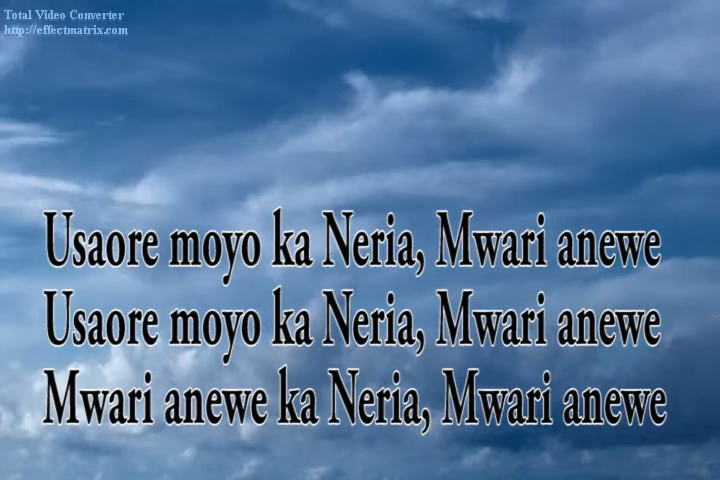 Total Video Converter
http://effectmatrix.com
Usaore moyo ka Neria, Mwari anewe
Usaore moyo ka Neria, Mwari anewe
Mwari anewe ka Neria, Mwari anewe